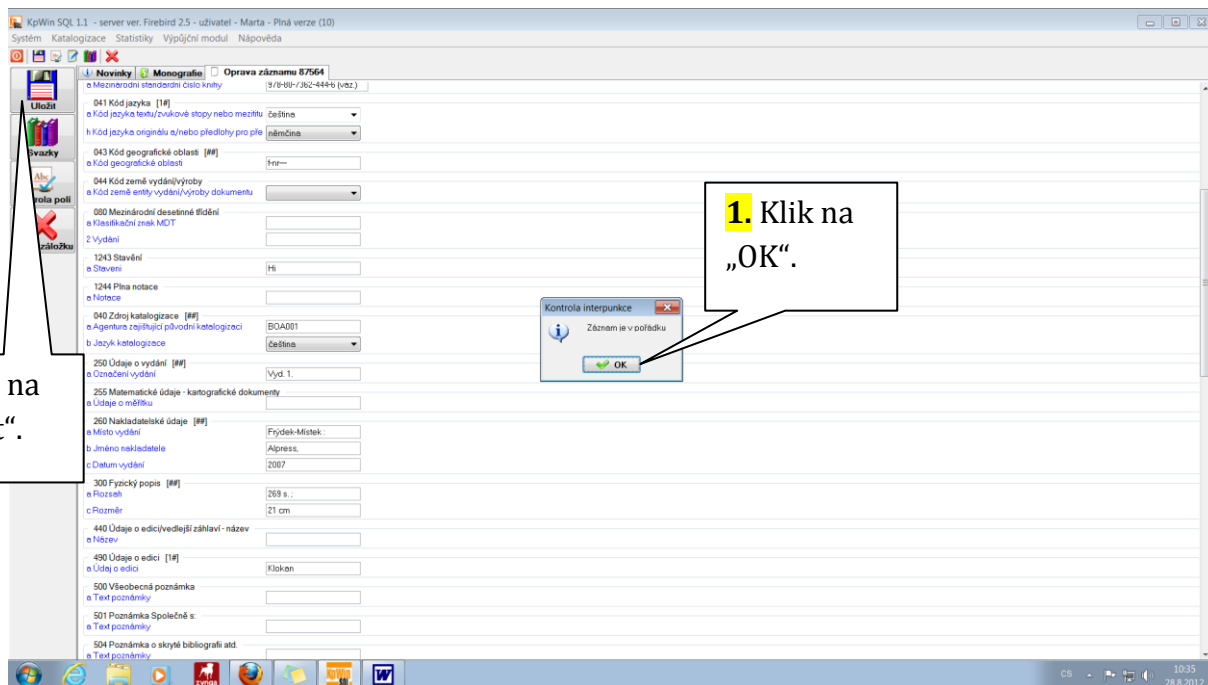 KpWin SQL 1.1 - server ver. Firebird 2.5 - uživatel - Marta - Plná verze (10)
Systém Katalogizace Statistiky Výpůjční modul Nápověda
Novinky Monografie Oprava záznamu 87564
Uložit
Svazky
rola polí
záložku
a Mezinárodní standardní číslo knihy 978-80-7362-444-6 (váz.)
041 Kód jazyka [1#]
a Kód jazyka textu/zvukové stopy nebo mezititu čeština
h Kód jazyka originálu a/nebo předlohy pro pře němčina
043 Kód geografické oblasti [##]
a Kód geografické oblasti
044 Kód země vydání/výroby
a Kód země entity vydání/výroby dokumentu
080 Mezinárodní desetinné třídění
a Klasifikační znak MDT
2 Vydání
1243 Stavění
a Staveni Hi
1244 Plna notace
a Notace
040 Zdroj katalogizace [##]
a Agentura zajištující původní katalogizaci BOA001
b Jazyk katalogizace čeština
250 Údaje o vydání [##]
a Označení vydání Vyd. 1.
255 Matematické údaje - kartografické dokumenty
a Údaje o měřítku
260 Nakladatelské údaje [##]
a Místo vydání Frýdek-Místek :
b Jméno nakladatele Alpress,
c Datum vydání 2007
300 Fyzický popis [##]
a Rozsah 269 s. ;
c Rozměr 21 cm
440 Údaje o edici/vedlejší záhlaví - název
a Název
490 Údaje o edici [1#]
a Údaj o edici Klokan
500 Všeobecná poznámka
a Text poznámky
501 Poznámka Společně s:
a Text poznámky
504 Poznámka o skryté bibliografii atd.
a Text poznámky
Kontrola interpunkce
Záznam je v pořádku
OK
1. Klik na
„OK“.
na
“.
CS 10:35
28.8.2012